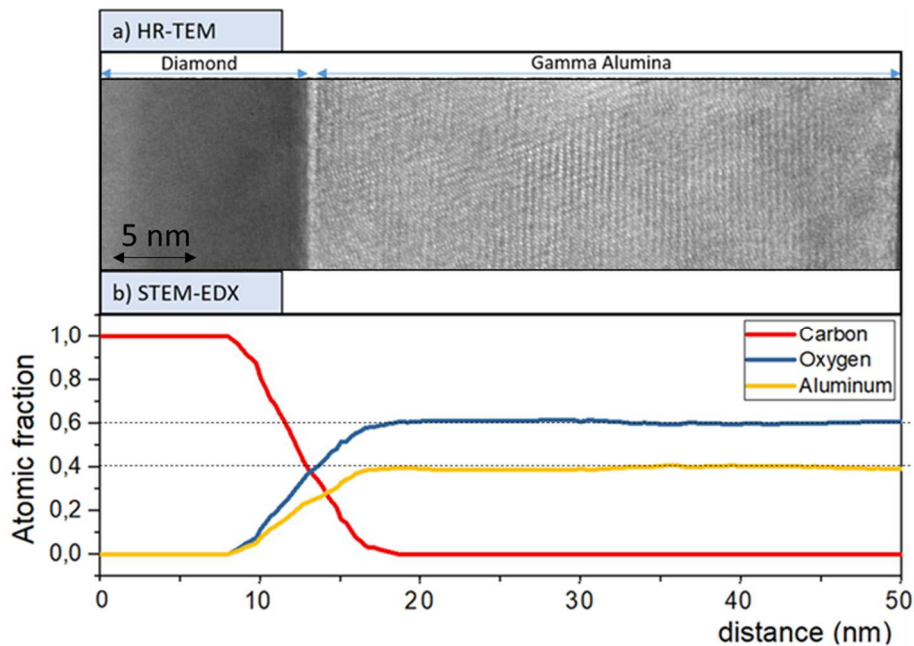 a) HR-TEM
Diamond
Gamma Alumina
5 nm
b) STEM-EDX
Carbon
Oxygen
Aluminum
Atomic fraction
1,0
0,8
0,6
0,4
0,2
0,0
0 10 20 30 40 50
distance (nm)